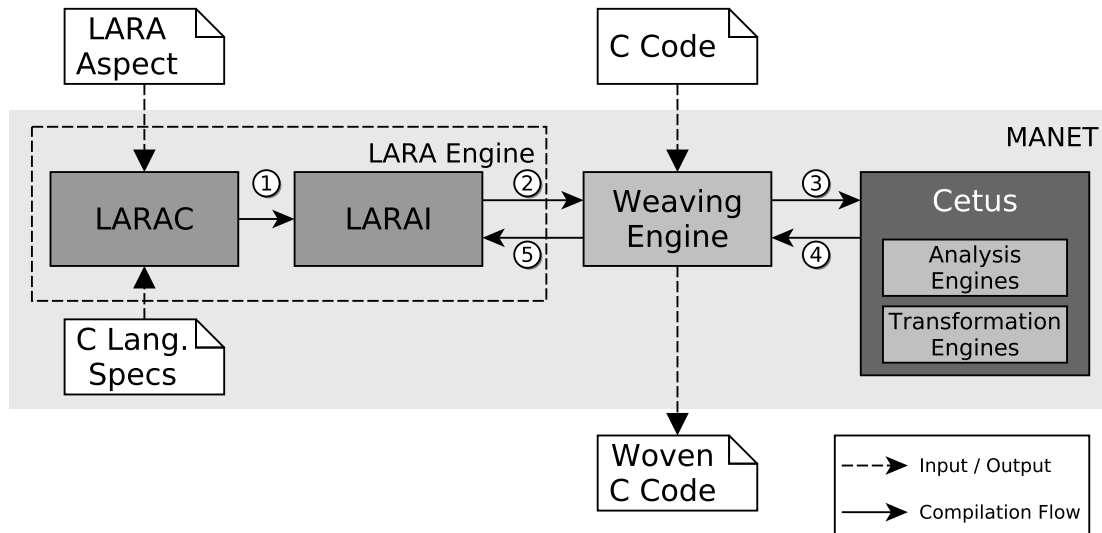 LARA
Aspect
C Code
MANET
LARA Engine
LARAC
1
LARAI
2
5
Weaving
Engine
3
4
Cetus
Analysis
Engines
Transformation
Engines
C Lang.
Specs
Woven
C Code
Input / Output
Compilation Flow